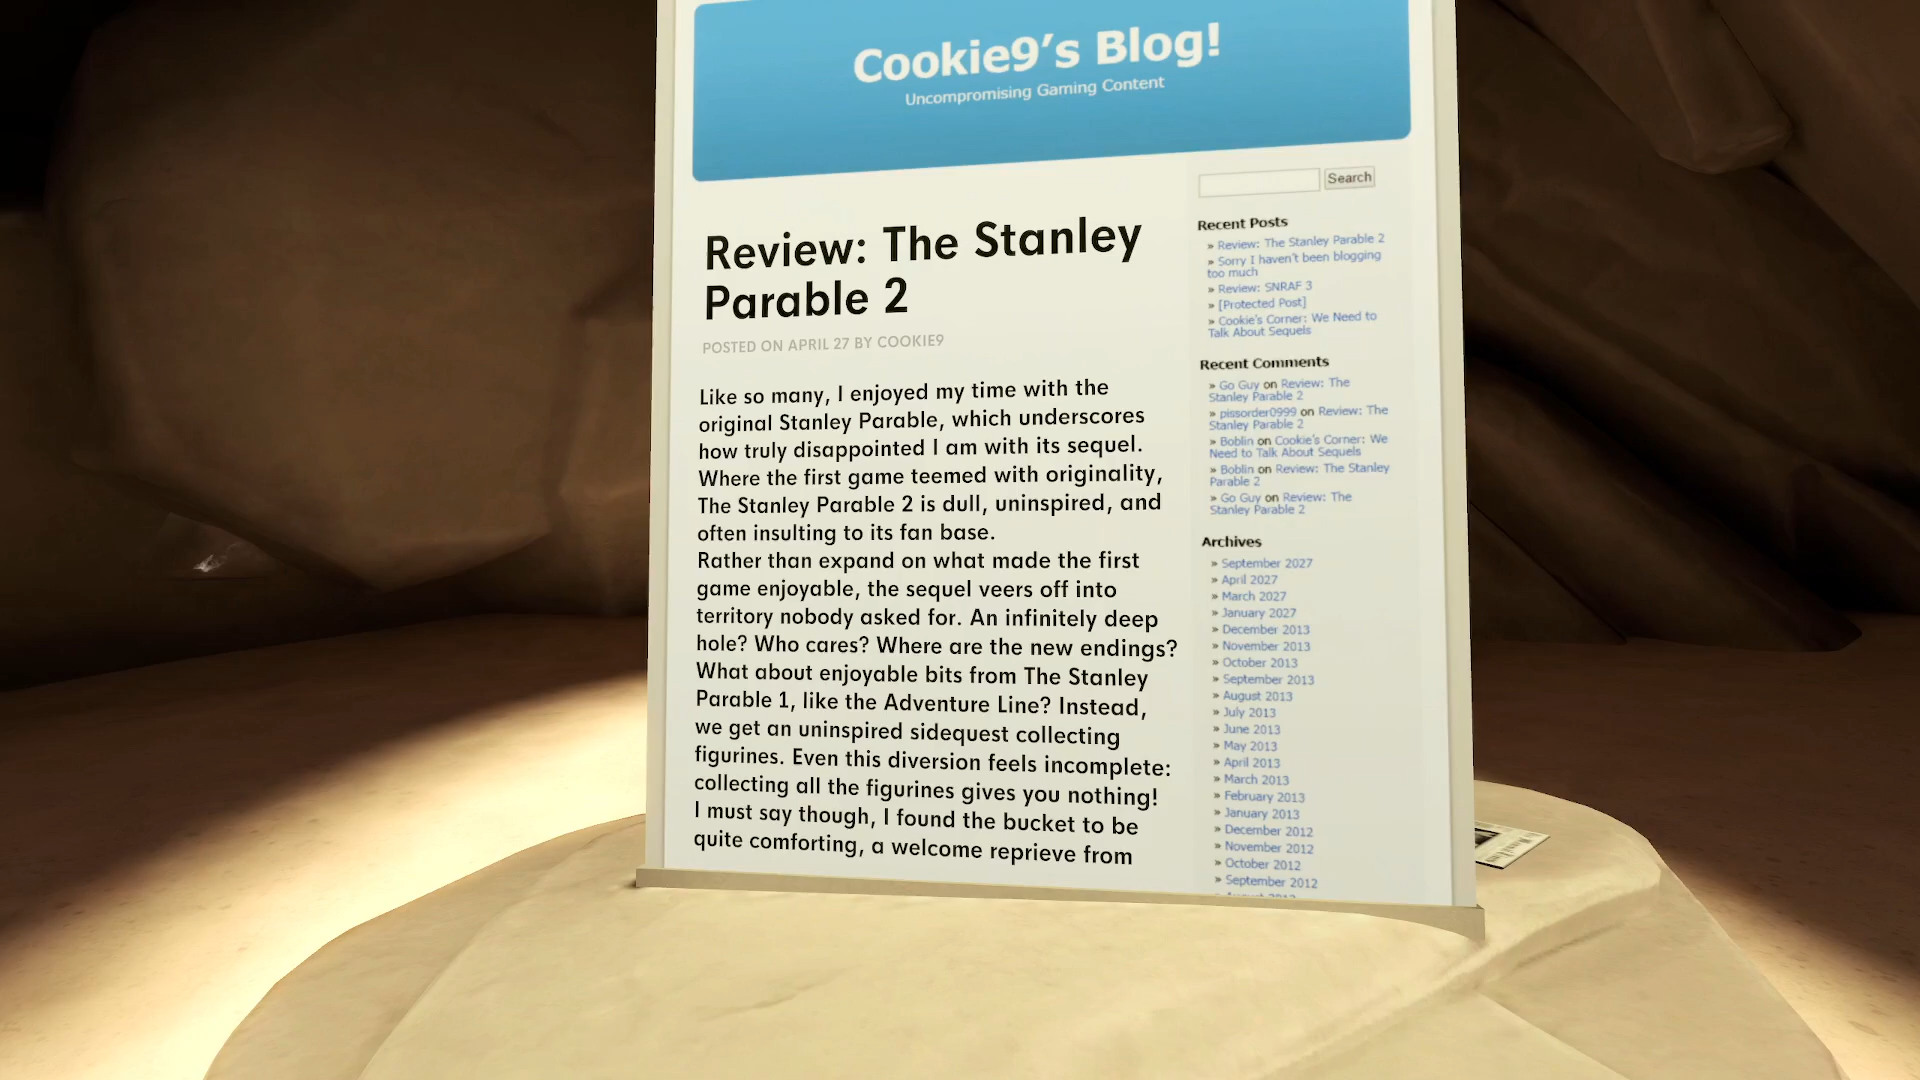 Cookie9's Blog!
Uncompromising Gaming Content
Search
Review: The Stanley
Parable 2
POSTED ON APRIL 27 BY COOKIE9
Like so many, I enjoyed my time with the
original Stanley Parable, which underscores
how truly disappointed I am with its sequel.
Where the first game teemed with originality,
The Stanley Parable 2 is dull, uninspired, and
often insulting to its fan base.
Rather than expand on what made the first
game enjoyable, the sequel veers off into
territory nobody asked for. An infinitely deep
hole? Who cares? Where are the new endings?
What about enjoyable bits from The Stanley
Parable 1, like the Adventure Line? Instead,
we get an uninspired sidequest collecting
figurines. Even this diversion feels incomplete:
collecting all the figurines gives you nothing!
I must say though, I found the bucket to be
quite comforting, a welcome reprieve from
Recent Posts
» Review: The Stanley Parable 2
» Sorry I haven't been blogging
too much
» Review: SNRAF 3
» [Protected Post]
» Cookie's Corner: We Need to
Talk About Sequels
Recent Comments
» Go Guy on Review: The
Stanley Parable 2
» pissorder0999 on Review: The
Stanley Parable 2
» Boblin on Cookie's Corner: We
Need to Talk About Sequels
» Boblin on Review: The Stanley
Parable 2
» Go Guy on Review: The
Stanley Parable 2
Archives
» September 2027
» April 2027
» March 2027
» January 2027
» December 2013
» November 2013
» October 2013
» September 2013
» August 2013
» July 2013
» June 2013
» May 2013
» April 2013
» March 2013
» February 2013
» January 2013
» December 2012
» November 2012
» October 2012
» September 2012